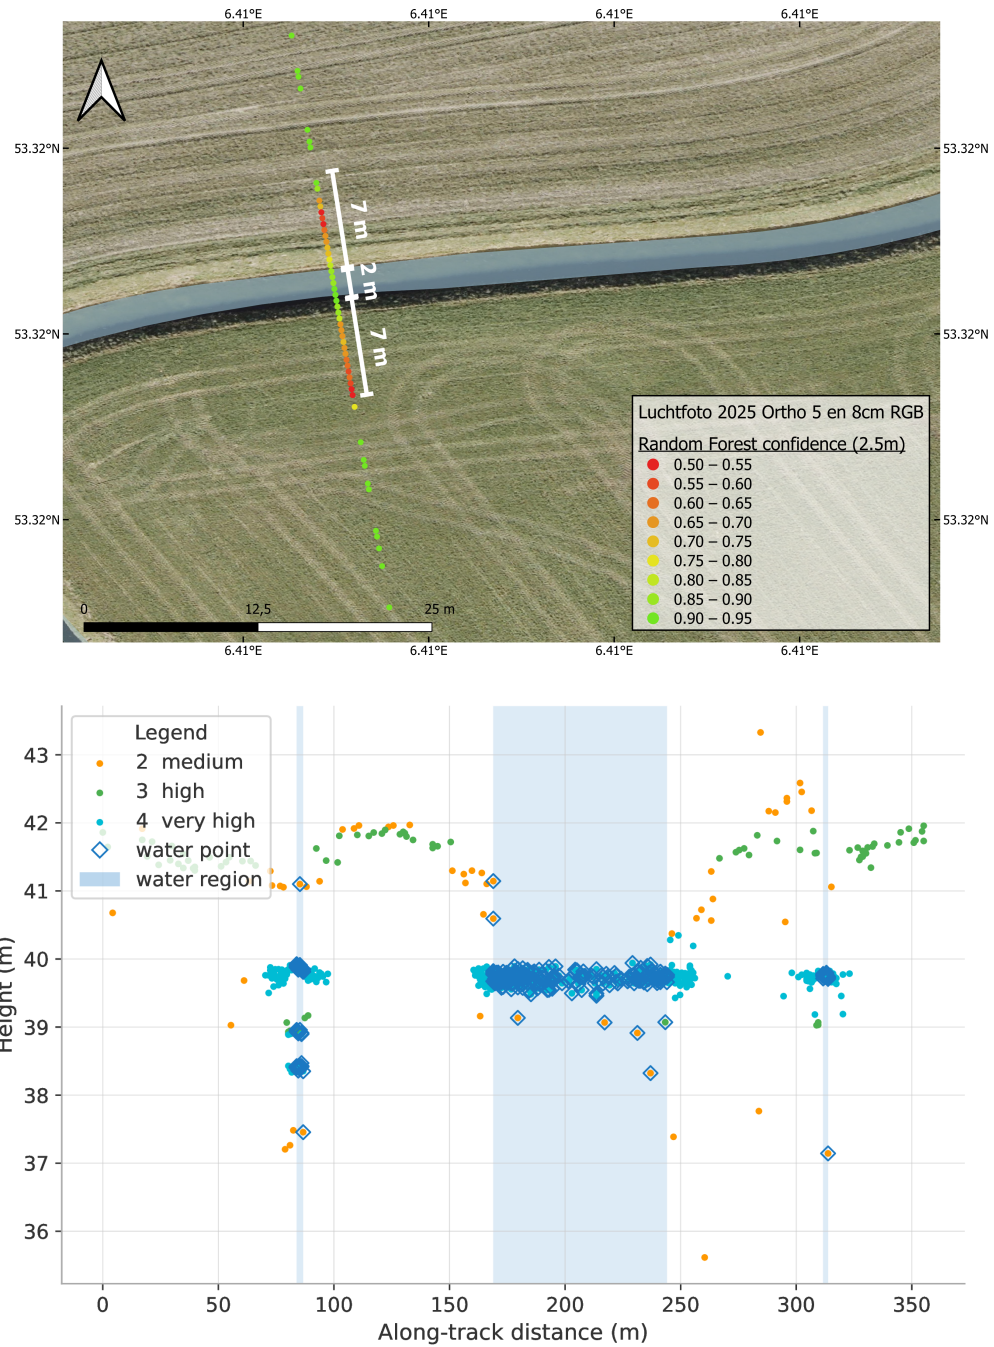 6.41°E 6.41°E 6.41°E 6.41°E
53.32°N 53.32°N
7 m
2 m
53.32°N 53.32°N
7 m
Luchtfoto 2025 Ortho 5 en 8cm RGB
Random Forest confidence (2.5m)
0.50 – 0.55
0.55 – 0.60
0.60 – 0.65
0.65 – 0.70
0.70 – 0.75
0.75 – 0.80
0.80 – 0.85
0.85 – 0.90
0.90 – 0.95
53.32°N 53.32°N
0 12,5 25 m
6.41°E 6.41°E 6.41°E 6.41°E
Legend
2 medium
3 high
4 very high
water point
water region
43
42
41
40
39
38
37
36
Height (m)
0 50 100 150 200 250 300 350
Along-track distance (m)